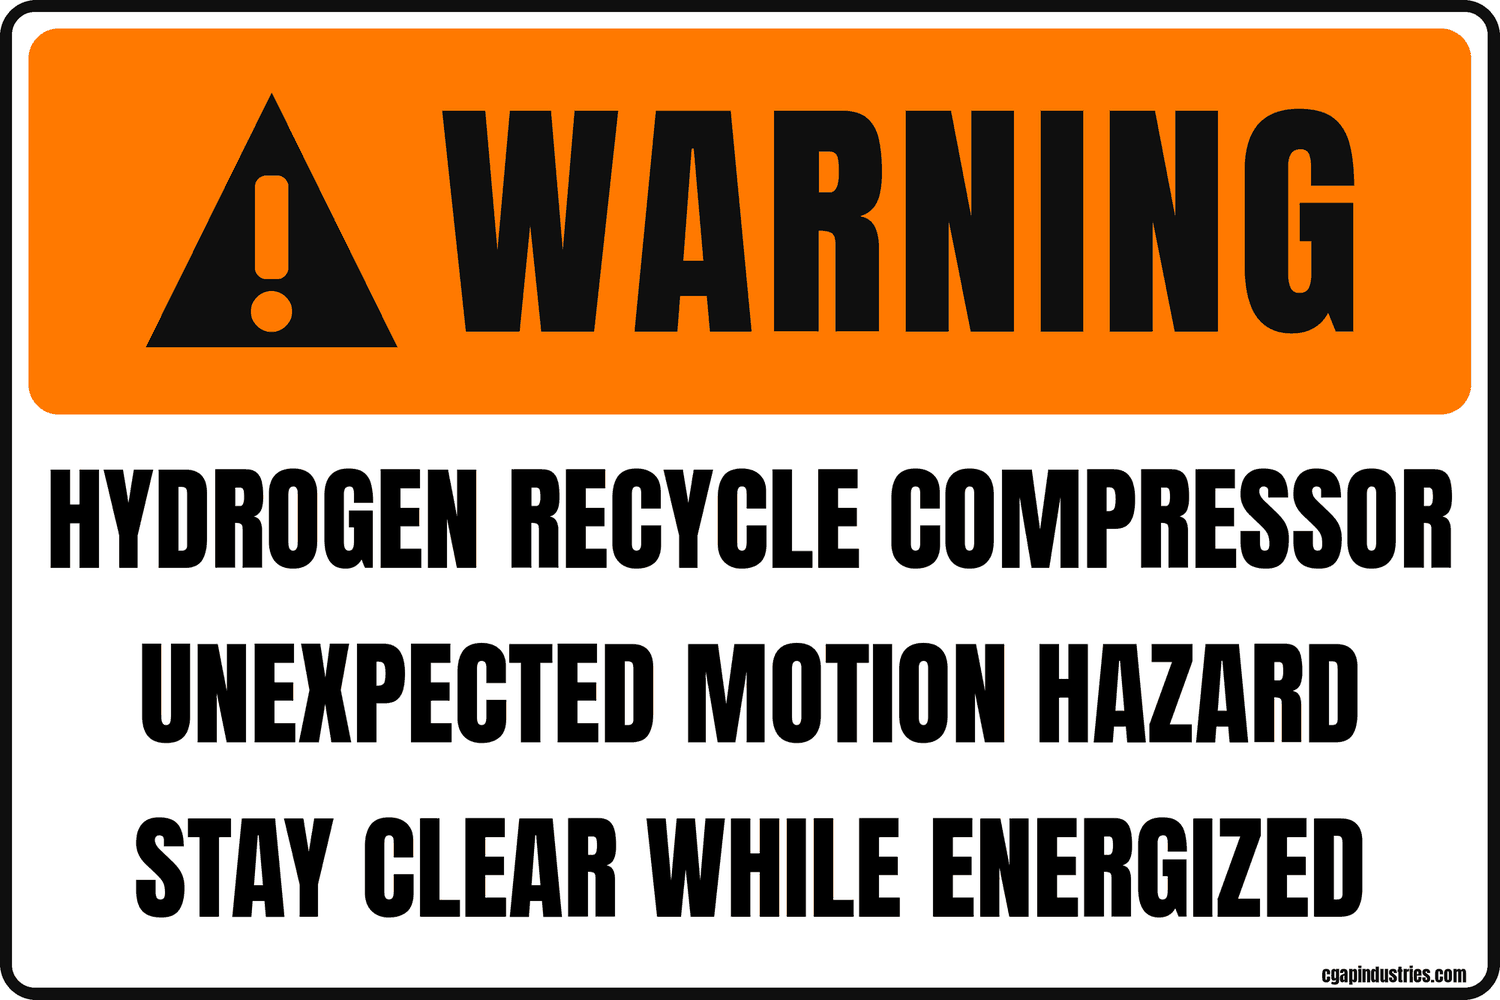 WARNING
HYDROGEN RECYCLE COMPRESSOR
UNEXPECTED MOTION HAZARD
STAY CLEAR WHILE ENERGIZED
cgapindustries.com